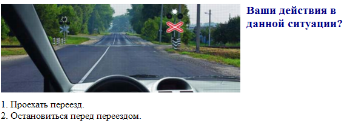 Ваши действия в
данной ситуации?
1. Проехать переезд.
2. Остановиться перед переездом.